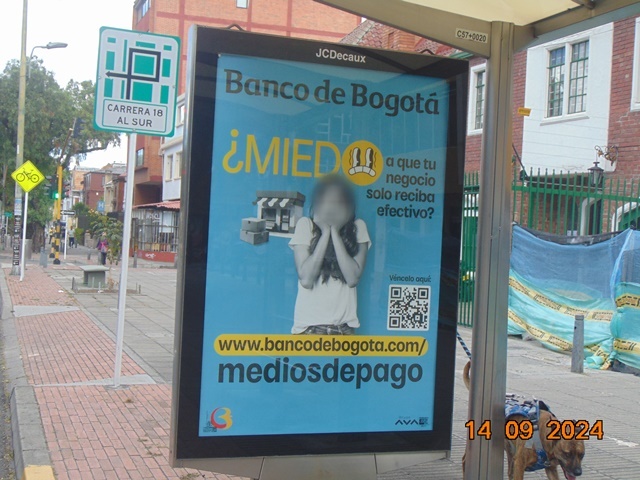 JCDecaux
C57+0020
CARRERA 18
AL SUR
Banco de Bogotá
¿MIEDO
a que tu
negocio
solo reciba
efectivo?
Véncelo aquí:
www.bancodebogota.com/
mediosdepago
AVAL
14 09 2024